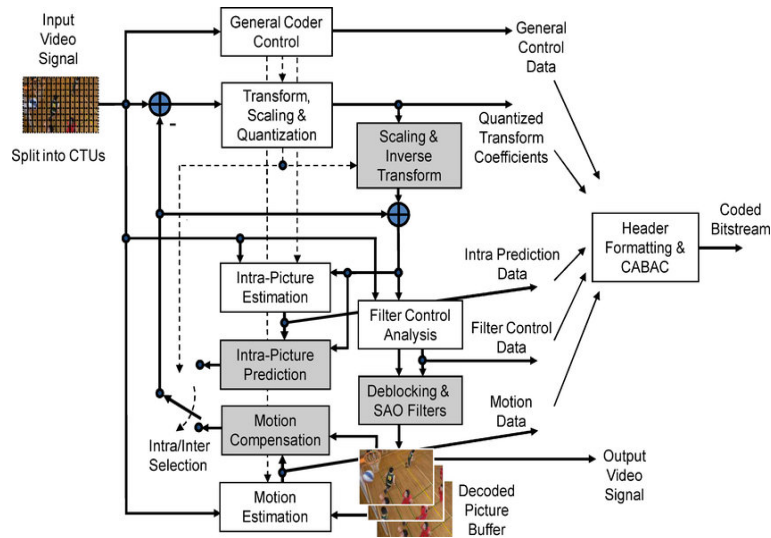 Input
Video
Signal
Split into CTUs
General Coder
Control
General
Control
Data
Transform,
Scaling &
Quantization
-
Quantized
Transform
Coefficients
Scaling &
Inverse
Transform
Coded
Bitstream
Header
Formatting &
CABAC
Intra Prediction
Data
Intra-Picture
Estimation
Filter Control
Analysis
Filter Control
Data
Intra-Picture
Prediction
Deblocking &
SAO Filters
Motion
Data
Motion
Compensation
Intra/Inter
Selection
Output
Video
Signal
Motion
Estimation
Decoded
Picture
Buffer